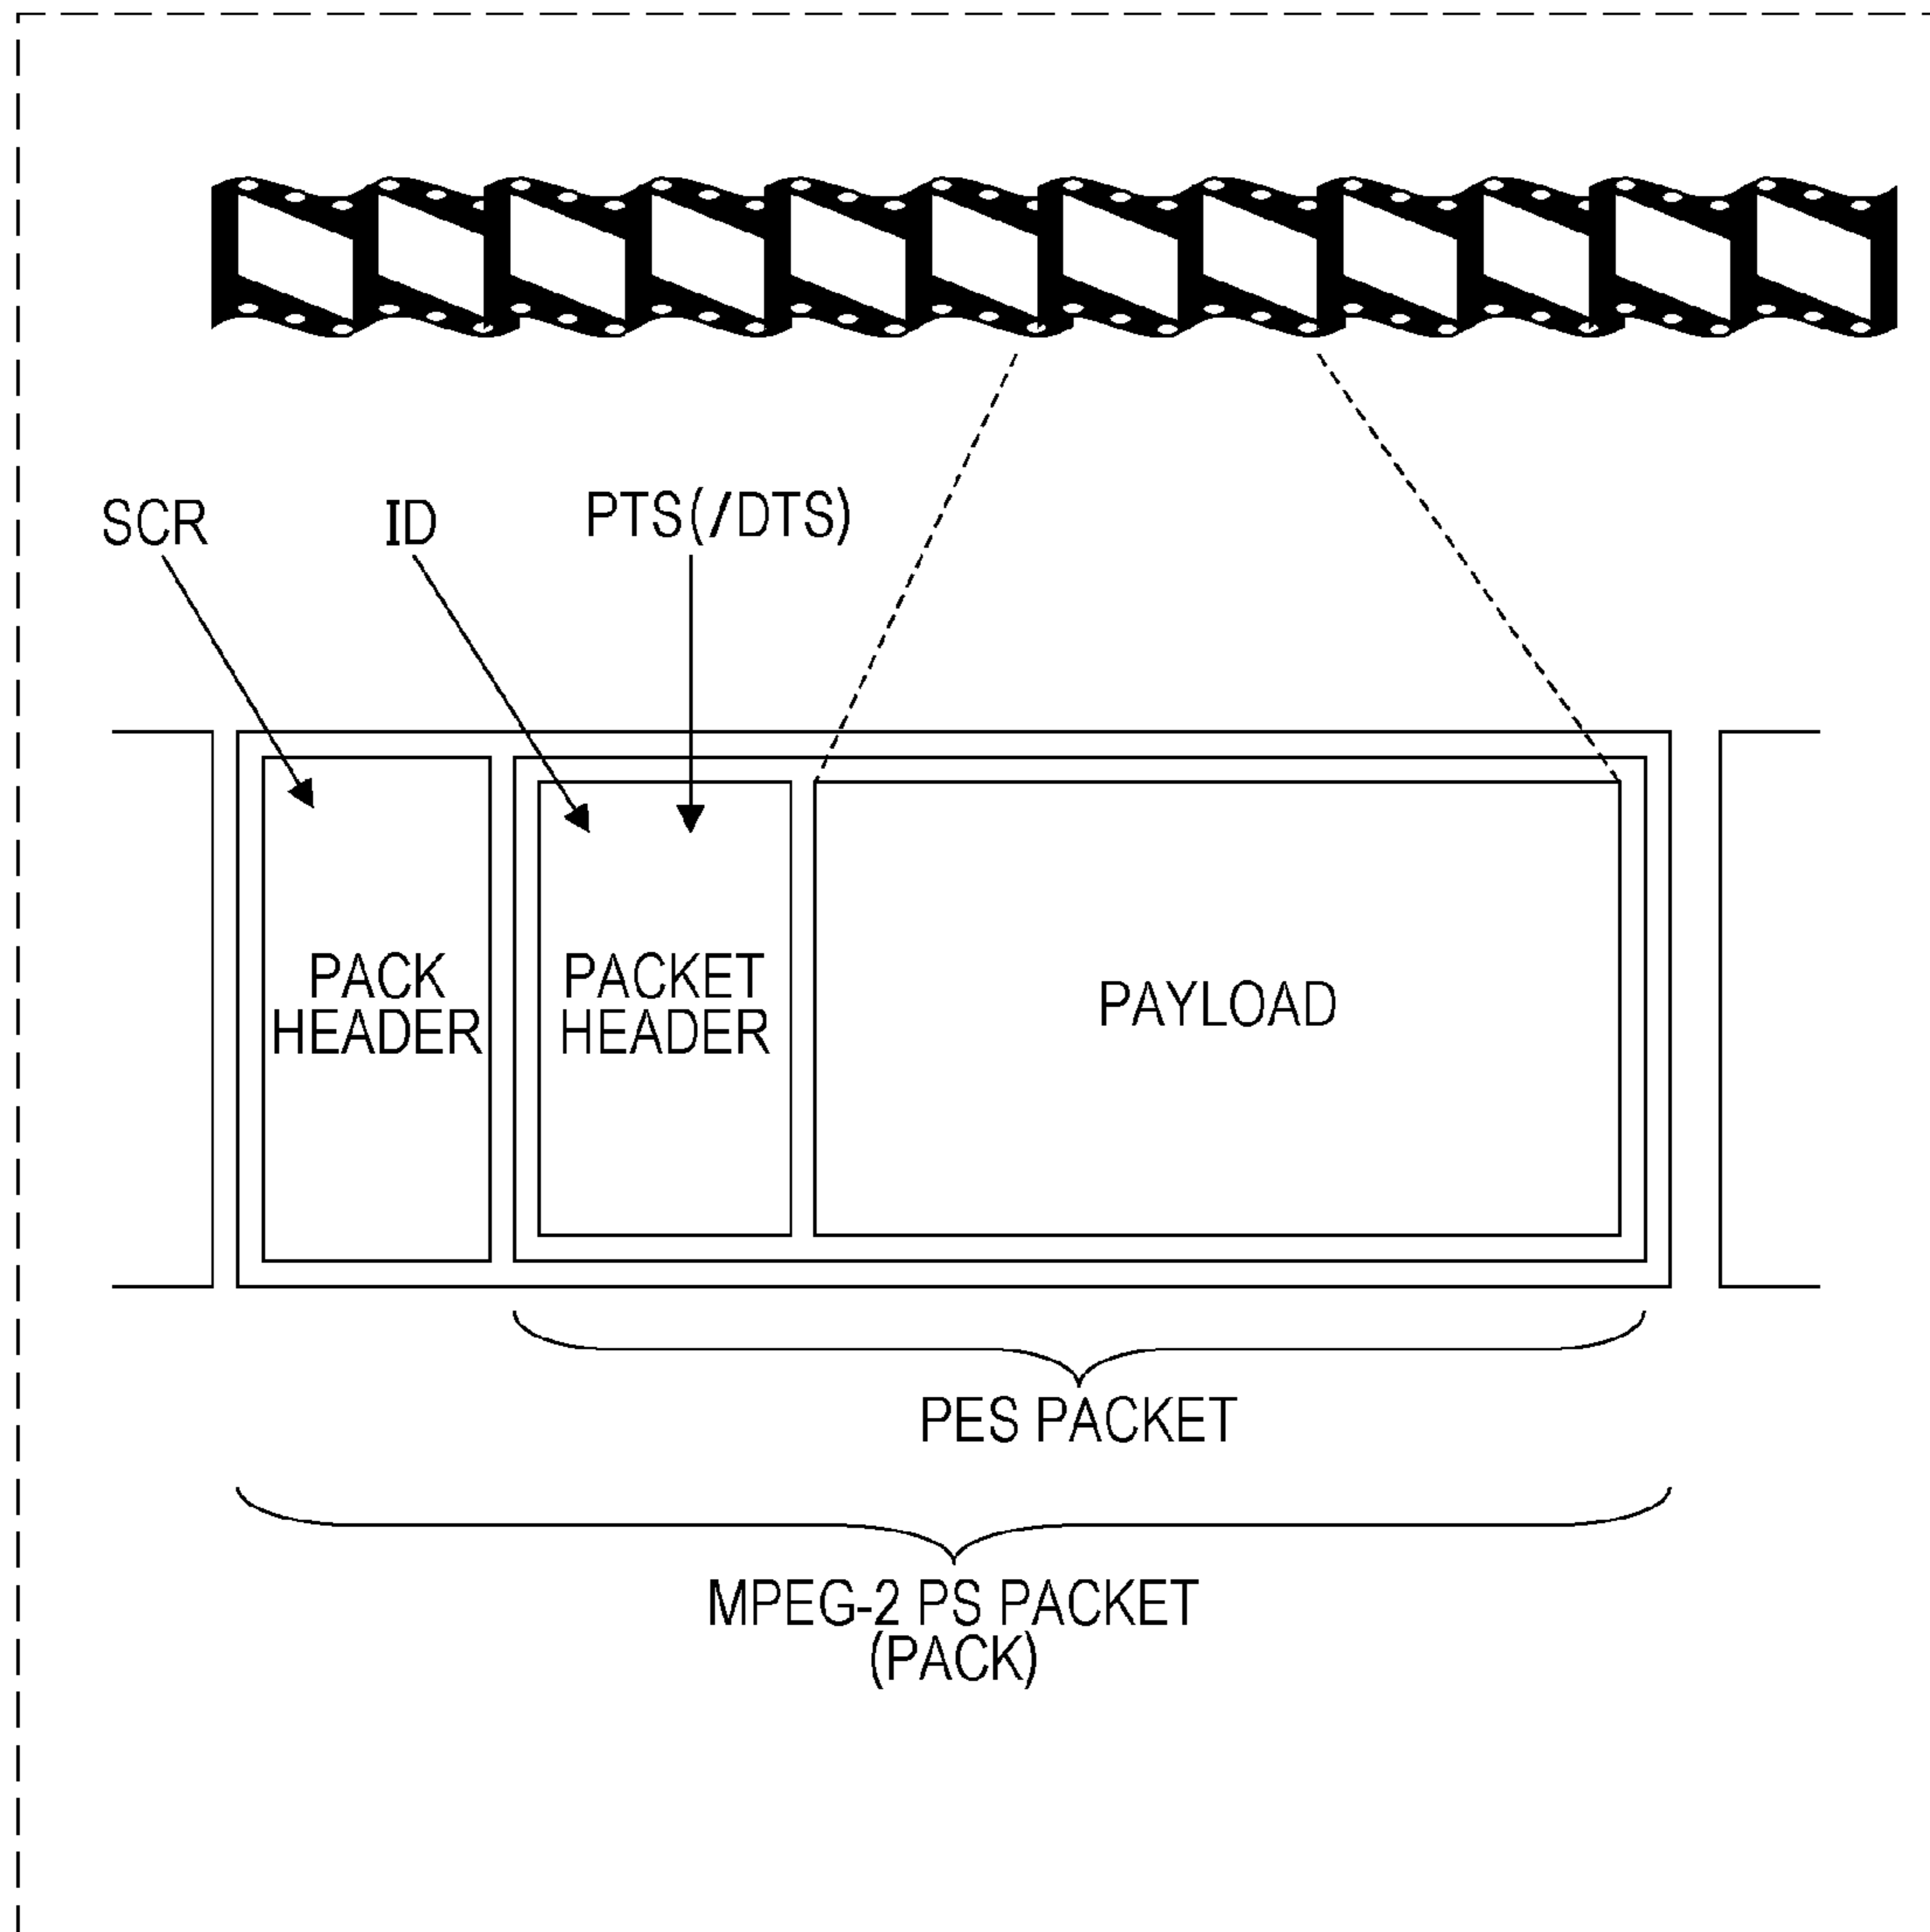 SCR
ID
PTS(/DTS)
PACK
HEADER
PACKET
HEADER
PAYLOAD
PES PACKET
MPEG-2 PS PACKET
(PACK)